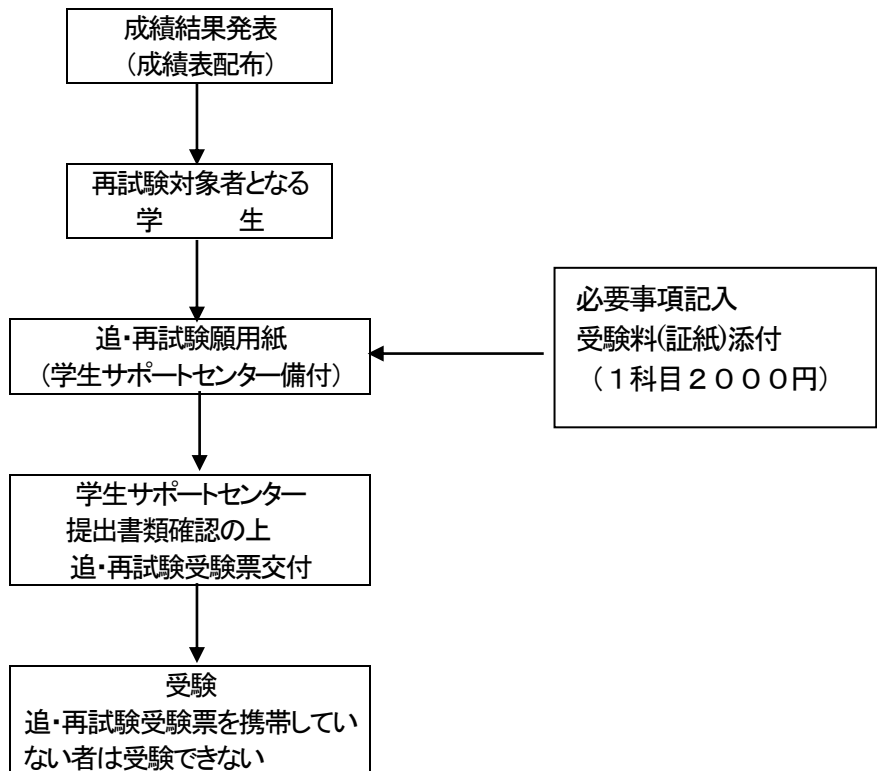 成績結果発表
（成績表配布）
再試験対象者となる
学　　　生
追・再試験願用紙
（学生サポートセンター備付）
必要事項記入
受験料(証紙)添付
（１科目２０００円）
学生サポートセンター
提出書類確認の上
追・再試験受験票交付
受験
追・再試験受験票を携帯してい
ない者は受験できない